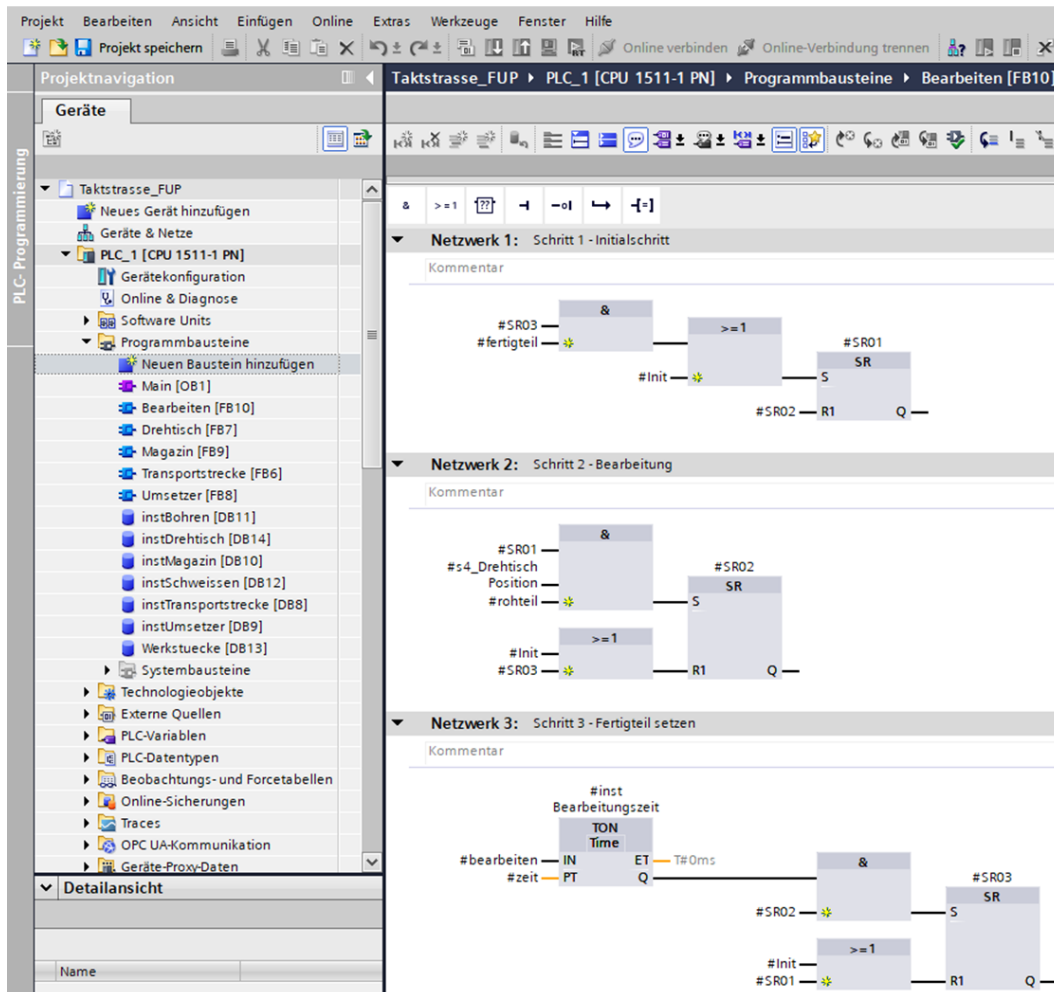 Projekt Bearbeiten Ansicht Einfügen Online Extras Werkzeuge Fenster Hilfe
Projekt speichern Online verbinden Online-Verbindung trennen
Projektnavigation
Taktstrasse_FUP PLC_1 [CPU 1511-1 PN] Programmbausteine Bearbeiten [FB10]
Geräte
PLC- Programmierung
Taktstrasse_FUP
Neues Gerät hinzufügen
Geräte & Netze
PLC_1 [CPU 1511-1 PN]
Gerätekonfiguration
Online & Diagnose
Software Units
Programmbausteine
Neuen Baustein hinzufügen
Main [OB1]
Bearbeiten [FB10]
Drehtisch [FB7]
Magazin [FB9]
Transportstrecke [FB6]
Umsetzer [FB8]
instBohren [DB11]
instDrehtisch [DB14]
instMagazin [DB10]
instSchweissen [DB12]
instTransportstrecke [DB8]
instUmsetzer [DB9]
Werkstuecke [DB13]
Systembausteine
Technologieobjekte
Externe Quellen
PLC-Variablen
PLC-Datentypen
Beobachtungs- und Forcetabellen
Online-Sicherungen
Traces
OPC UA-Kommunikation
Geräte-Proxy-Daten
Detailansicht
Name
& >=1 ?? -| -o| -[=]
Netzwerk 1: Schritt 1 - Initialschritt
Kommentar
&
#SR03
#fertigteil
>=1
#Init
#SR01
SR
S
#SR02 R1 Q
Netzwerk 2: Schritt 2 - Bearbeitung
Kommentar
&
#SR01
#s4_Drehtisch
Position
#rohteil
#SR02
SR
S
>=1
#Init
#SR03 R1 Q
Netzwerk 3: Schritt 3 - Fertigteil setzen
Kommentar
#inst
Bearbeitungszeit
TON
Time
#bearbeiten IN ET T#0ms
#zeit PT Q
&
#SR02
#SR03
SR
S
>=1
#Init
#SR01 R1 Q